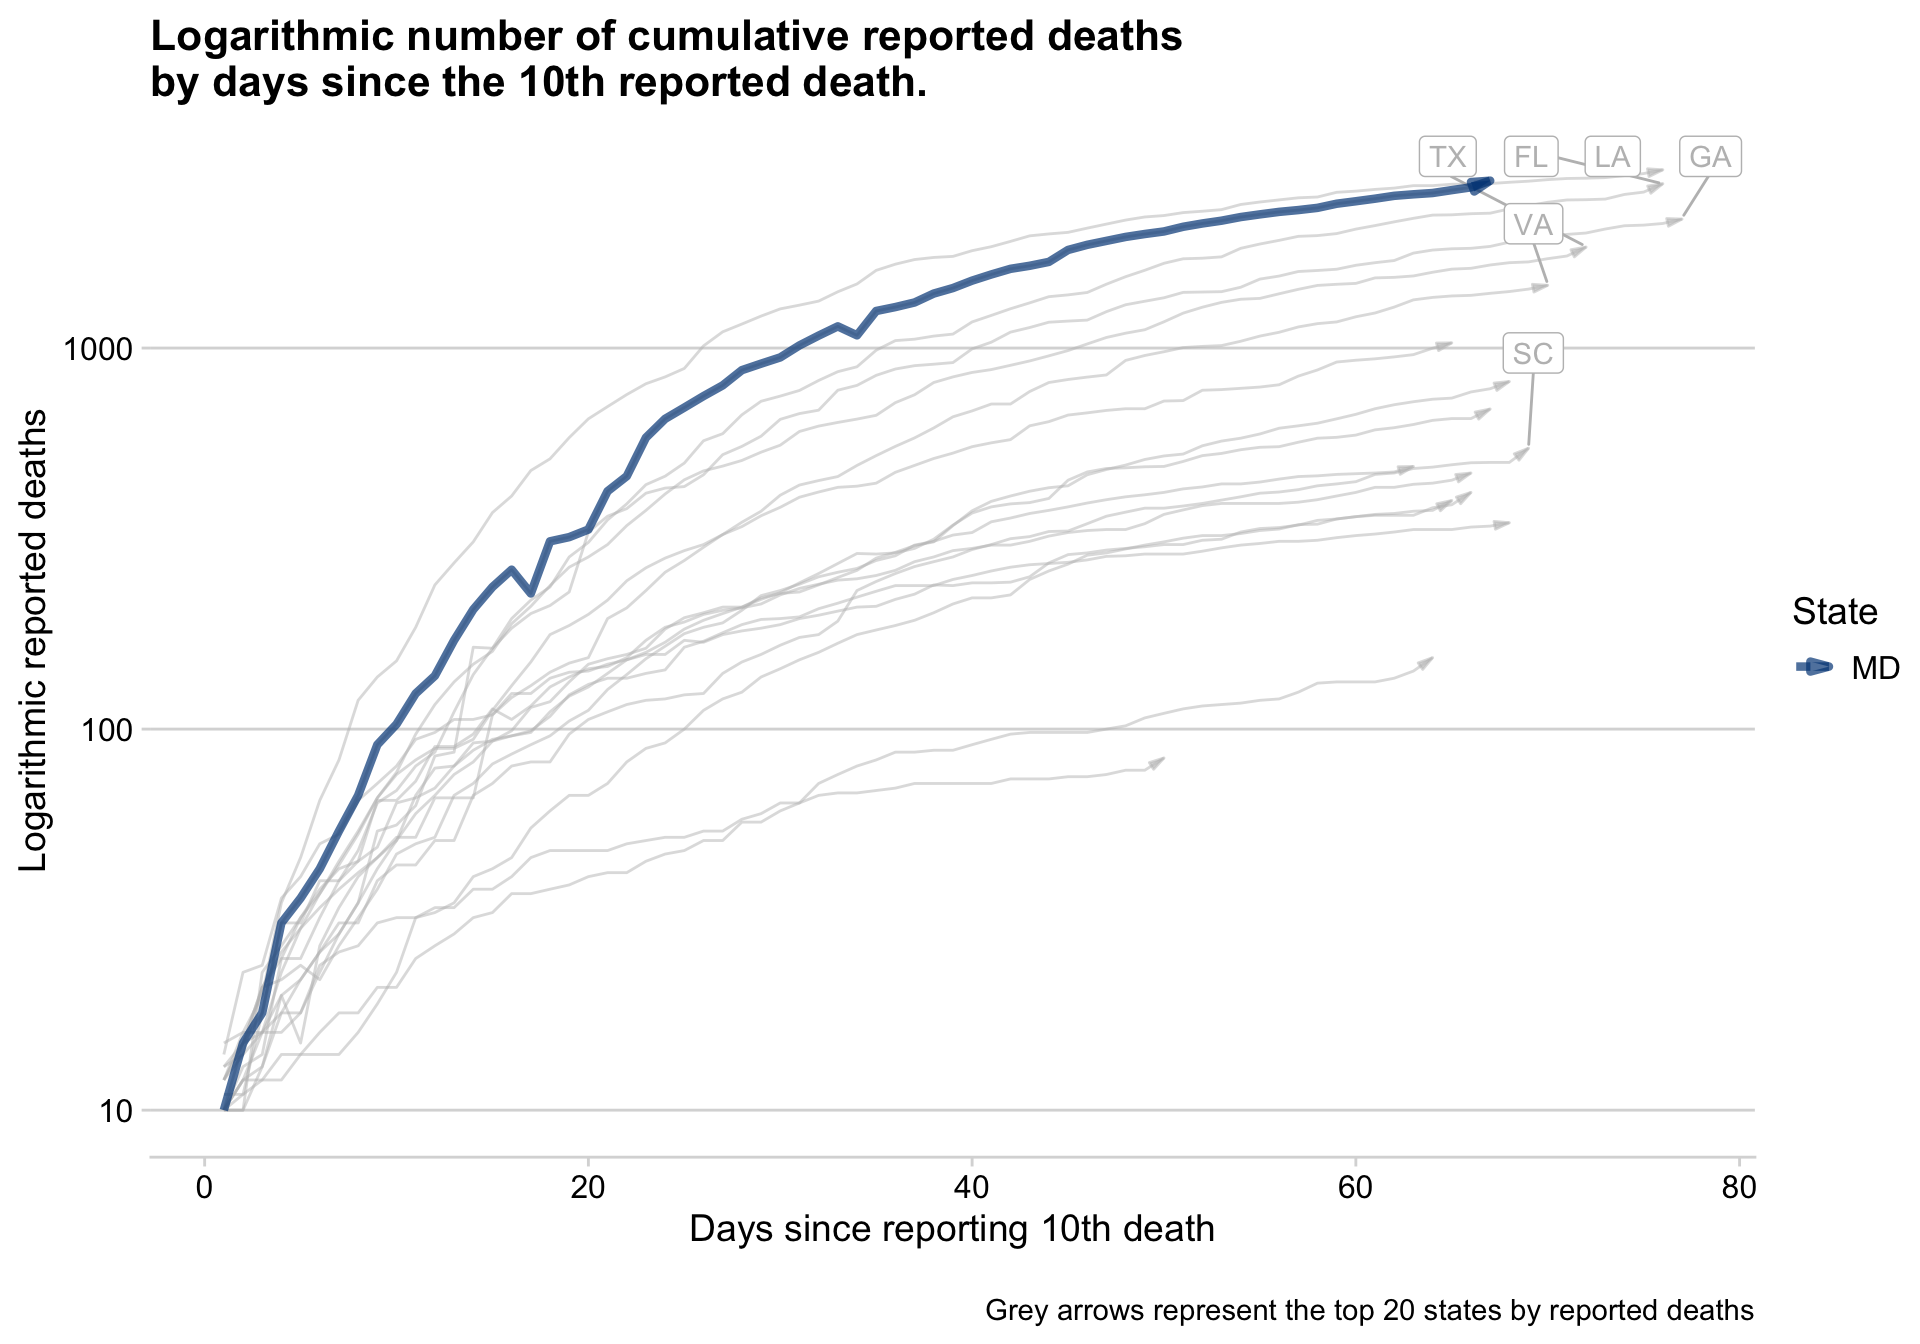 Logarithmic number of cumulative reported deaths
by days since the 10th reported death.
TX FL LA GA
VA
SC
1000
100
10
Logarithmic reported deaths
0 20 40 60 80
Days since reporting 10th death
State
MD
Grey arrows represent the top 20 states by reported deaths